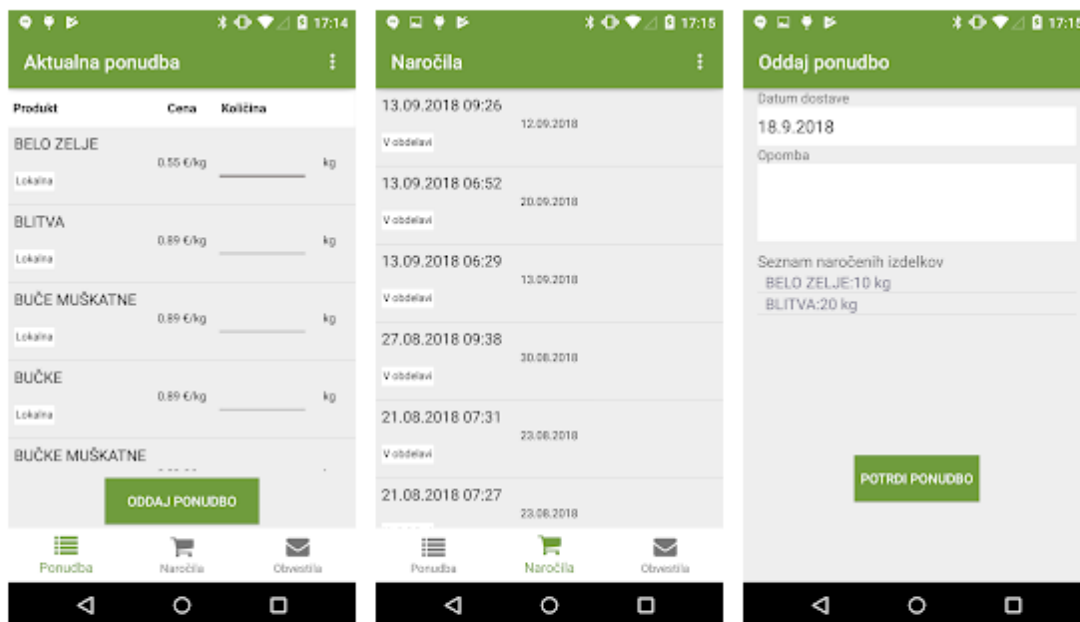 17:14
Aktualna ponudba
Produkt Cena Količina
BELO ZELJE
0.55 €/kg kg
Lokalna
BLITVA
0.89 €/kg kg
Lokalna
BUČE MUŠKATNE
0.89 €/kg kg
Lokalna
BUČKE
0.89 €/kg kg
Lokalna
BUČKE MUŠKATNE
ODDAJ PONUDBO
Ponudba Naročila Obvestila
17:15
Naročila
13.09.2018 09:26
12.09.2018
V obdelavi
13.09.2018 06:52
20.09.2018
V obdelavi
13.09.2018 06:29
13.09.2018
V obdelavi
27.08.2018 09:38
30.08.2018
V obdelavi
21.08.2018 07:31
23.08.2018
V obdelavi
21.08.2018 07:27
23.08.2018
Ponudba Naročila Obvestila
17:15
Oddaj ponudbo
Datum dostave
18.9.2018
Opomba
Seznam naročenih izdelkov
BELO ZELJE:10 kg
BLITVA:20 kg
POTRDI PONUDBO